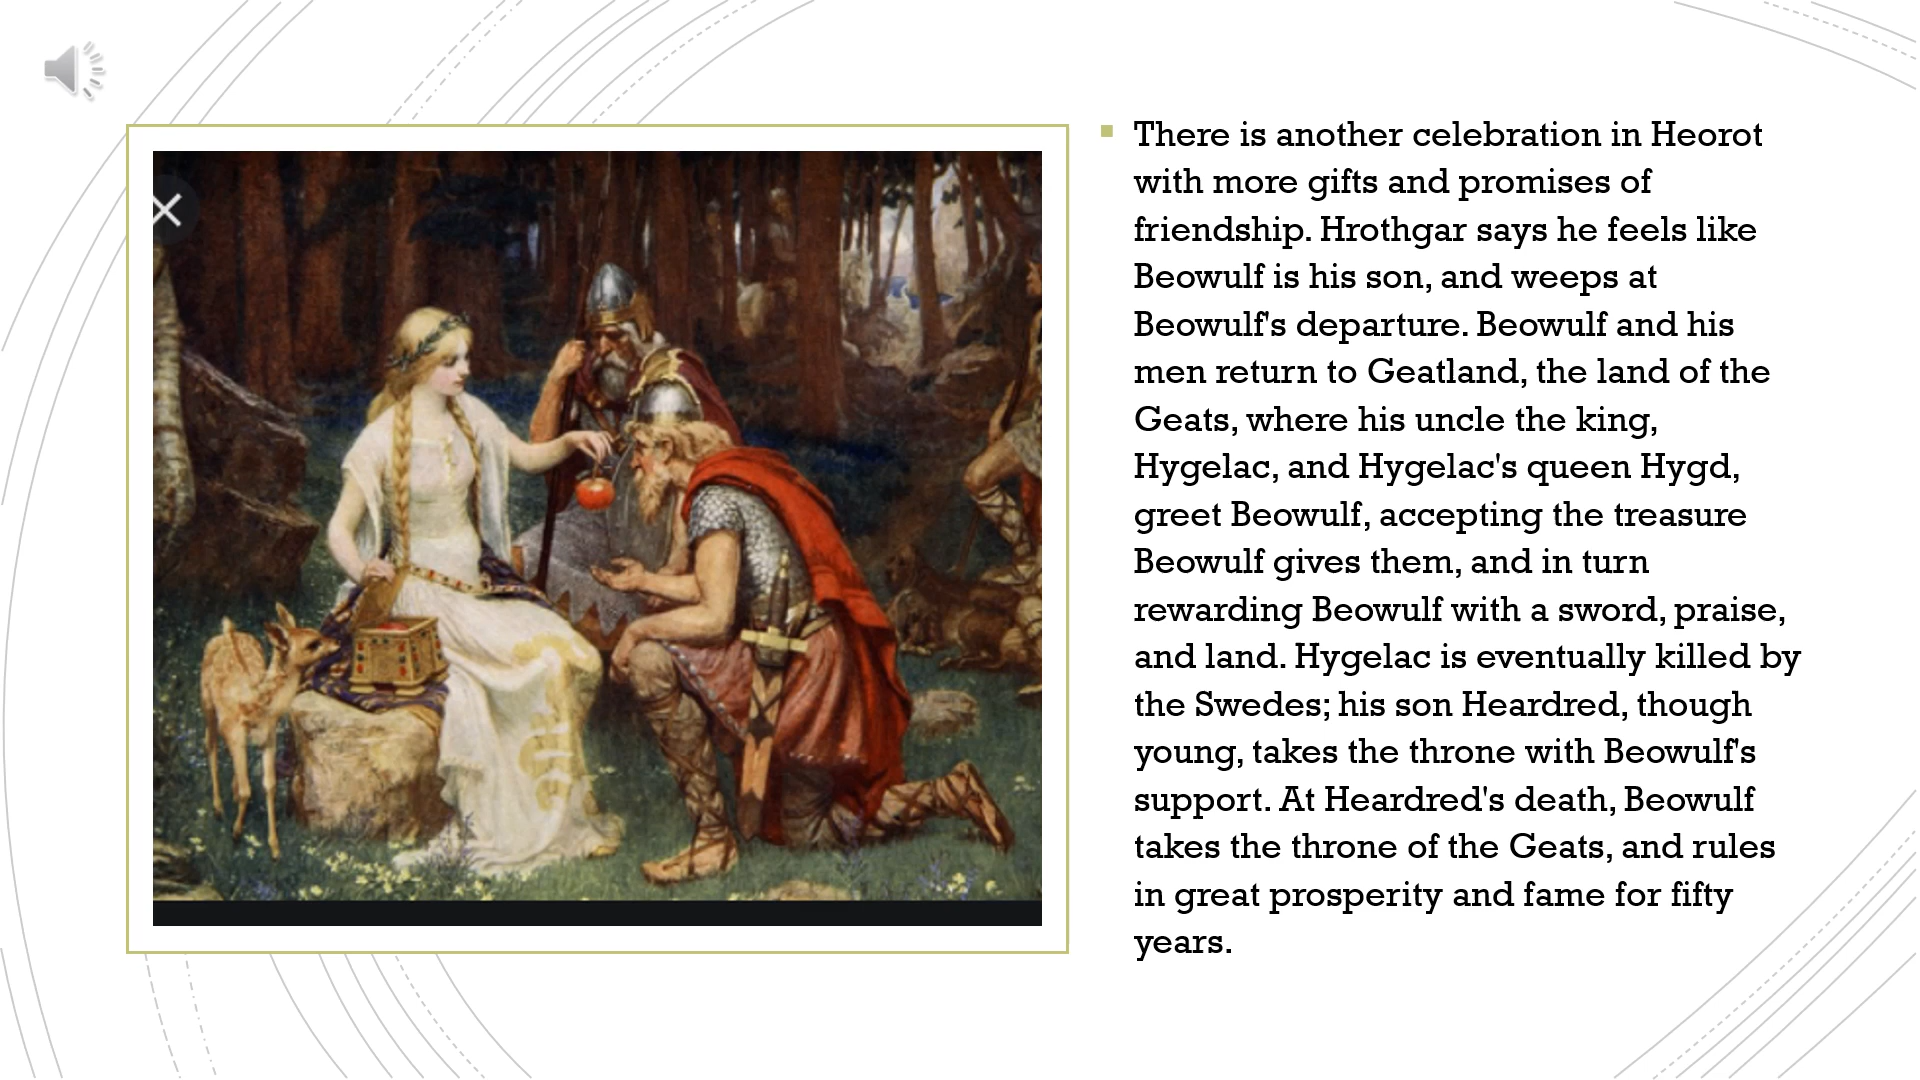 There is another celebration in Heorot
with more gifts and promises of
friendship. Hrothgar says he feels like
Beowulf is his son, and weeps at
Beowulf's departure. Beowulf and his
men return to Geatland, the land of the
Geats, where his uncle the king,
Hygelac, and Hygelac's queen Hygd,
greet Beowulf, accepting the treasure
Beowulf gives them, and in turn
rewarding Beowulf with a sword, praise,
and land. Hygelac is eventually killed by
the Swedes; his son Heardred, though
young, takes the throne with Beowulf's
support. At Heardred's death, Beowulf
takes the throne of the Geats, and rules
in great prosperity and fame for fifty
years.